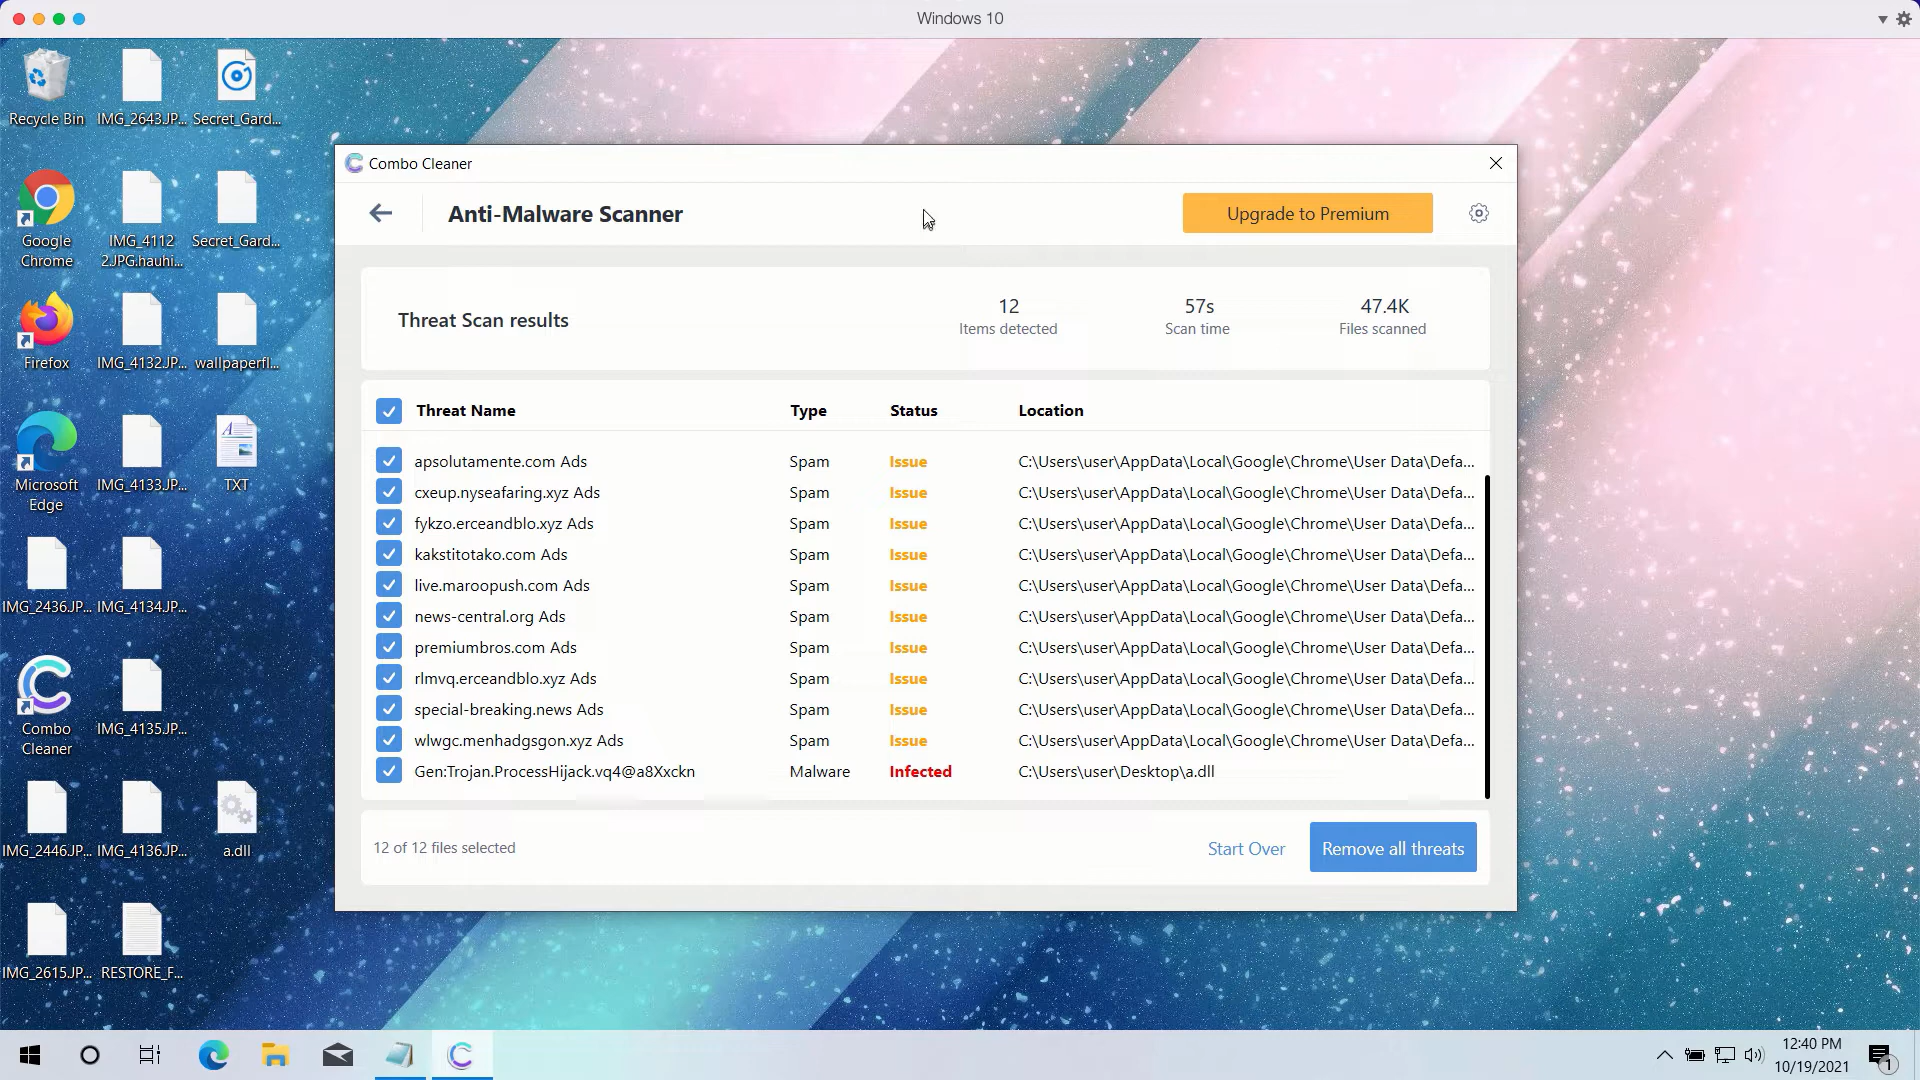 Windows 10
Recycle Bin
IMG_2643.JP...
Secret_Gard...
Google
Chrome
IMG_4112
2.JPG.hauhi...
Secret_Gard...
Firefox
IMG_4132.JP...
wallpaperfl...
Microsoft
Edge
IMG_4133.JP...
TXT
IMG_2436.JP...
IMG_4134.JP...
Combo
Cleaner
IMG_4135.JP...
IMG_2446.JP...
IMG_4136.JP...
a.dll
IMG_2615.JP...
RESTORE_F...
Combo Cleaner
Anti-Malware Scanner
Upgrade to Premium
Threat Scan results
12
Items detected
57s
Scan time
47.4K
Files scanned
Threat Name Type Status Location
apsolutamente.com Ads Spam Issue C:\Users\user\AppData\Local\Google\Chrome\User Data\Defa...
cxeup.nyseafaring.xyz Ads Spam Issue C:\Users\user\AppData\Local\Google\Chrome\User Data\Defa...
fykzo.erceandblo.xyz Ads Spam Issue C:\Users\user\AppData\Local\Google\Chrome\User Data\Defa...
kakstitotako.com Ads Spam Issue C:\Users\user\AppData\Local\Google\Chrome\User Data\Defa...
live.maroopush.com Ads Spam Issue C:\Users\user\AppData\Local\Google\Chrome\User Data\Defa...
news-central.org Ads Spam Issue C:\Users\user\AppData\Local\Google\Chrome\User Data\Defa...
premiumbros.com Ads Spam Issue C:\Users\user\AppData\Local\Google\Chrome\User Data\Defa...
rlmvq.erceandblo.xyz Ads Spam Issue C:\Users\user\AppData\Local\Google\Chrome\User Data\Defa...
special-breaking.news Ads Spam Issue C:\Users\user\AppData\Local\Google\Chrome\User Data\Defa...
wlwgc.menhadgsgon.xyz Ads Spam Issue C:\Users\user\AppData\Local\Google\Chrome\User Data\Defa...
Gen:Trojan.ProcessHijack.vq4@a8Xxckn Malware Infected C:\Users\user\Desktop\a.dll
12 of 12 files selected
Start Over
Remove all threats
12:40 PM
10/19/2021
1